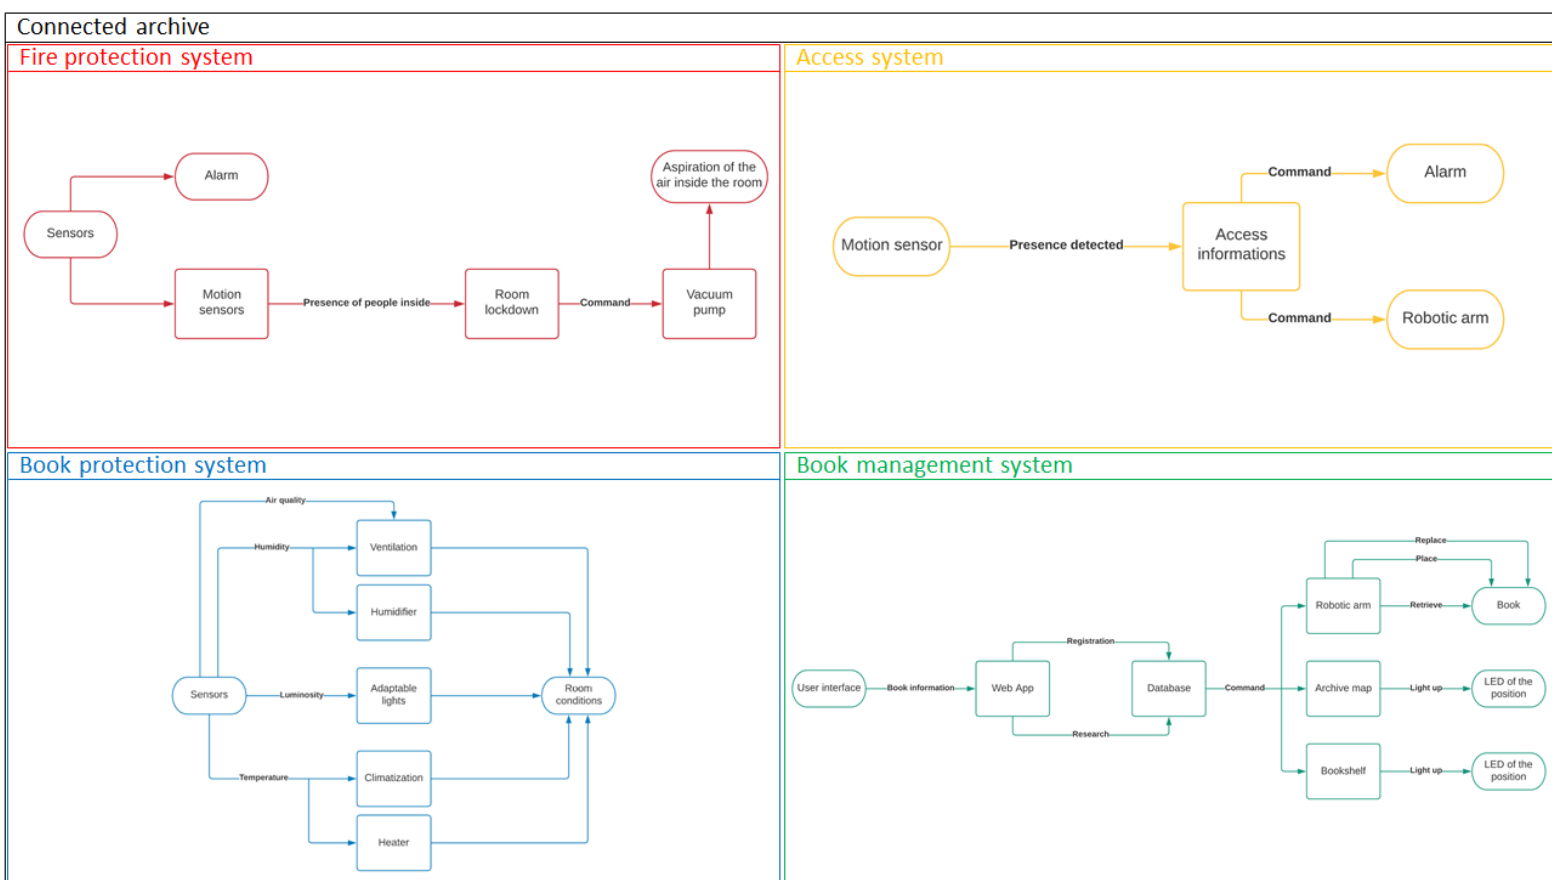 Connected archive
Fire protection system
Alarm
Aspiration of the
air inside the room
Sensors
Motion
sensors
Presence of people inside
Room
lockdown
Command
Vacuum
pump
Access system
Command
Alarm
Motion sensor
Presence detected
Access
informations
Command
Robotic arm
Book protection system
Air quality
Humidity
Ventilation
Humidifier
Sensors
Luminosity
Adaptable
lights
Room
conditions
Temperature
Climatization
Heater
Book management system
Replace
Place
Robotic arm
Retrieve
Book
Registration
User interface
Book information
Web App
Database
Command
Archive map
Light up
LED of the
position
Research
Bookshelf
Light up
LED of the
position